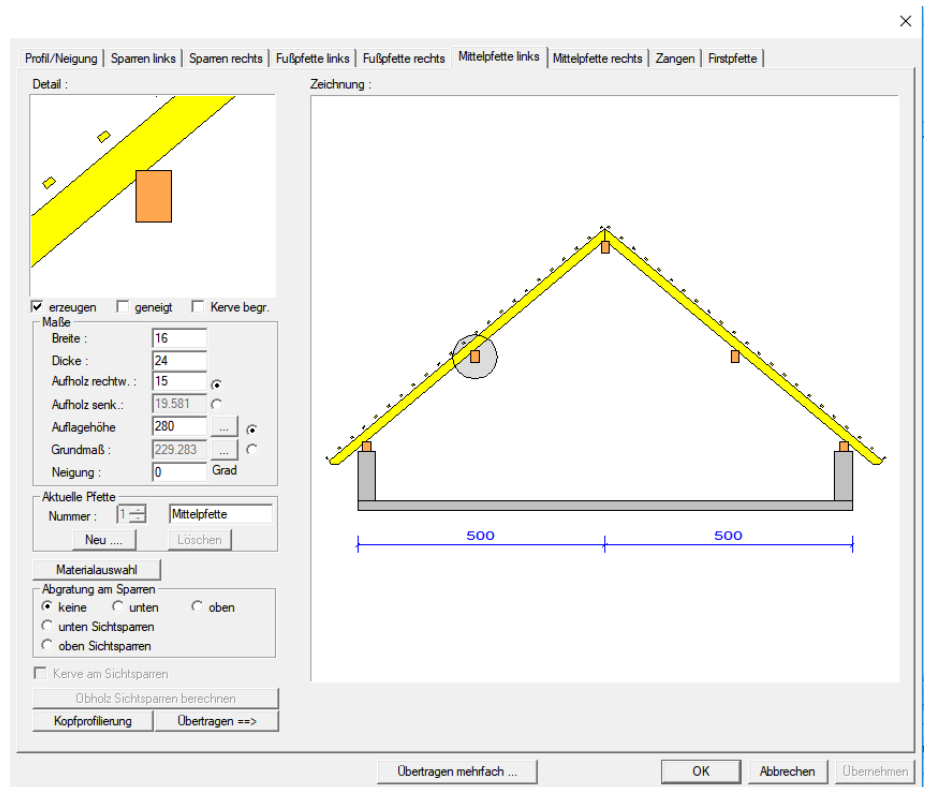 Profil/Neigung Sparren links Sparren rechts Fußpfette links Fußpfette rechts Mittelpfette links Mittelpfette rechts Zangen Firstpfette
Detail :
erzeugen geneigt Kerve begr.
Maße
Breite : 16
Dicke : 24
Aufholz rechtw. : 15
Aufholz senk.: 19.581
Auflagehöhe 280 ...
Grundmaß : 229.283 ...
Neigung : 0 Grad
Aktuelle Pfette
Nummer : 1 Mittelpfette
Neu .... Löschen
Materialauswahl
Abgratung am Sparren
keine unten oben
unten Sichtsparren
oben Sichtsparren
Kerve am Sichtsparren
Obholz Sichtsparren berechnen
Kopfprofilierung Übertragen ==>
Zeichnung :
500 500
Übertragen mehrfach ... OK Abbrechen Übernehmen